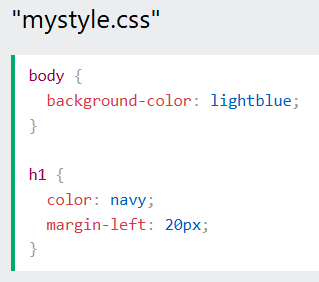 "mystyle.css"
body {
  background-color: lightblue;
}

h1 {
  color: navy;
  margin-left: 20px;
}